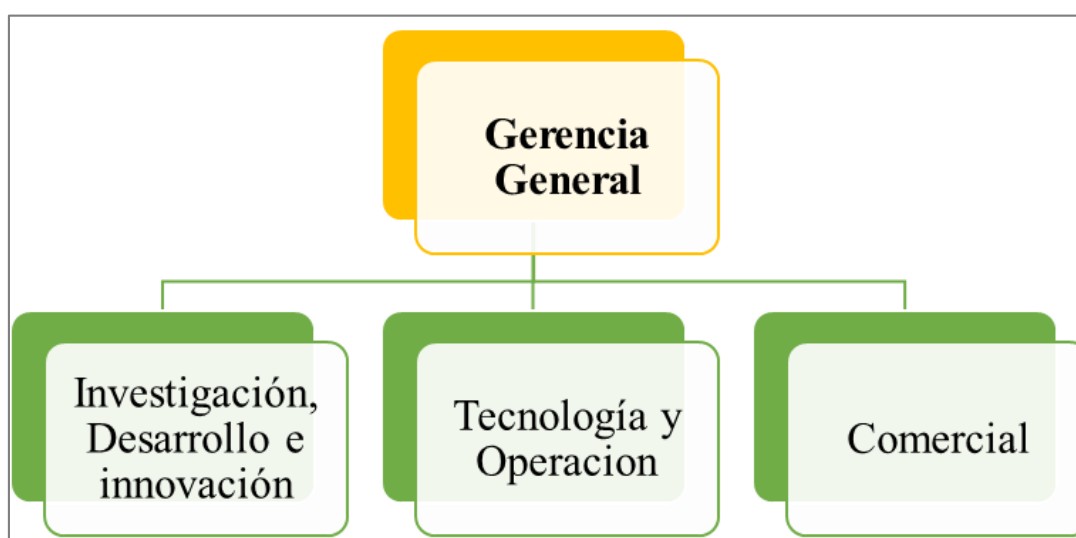 Gerencia
General
Investigación,
Desarrollo e
innovación
Tecnología y
Operacion
Comercial